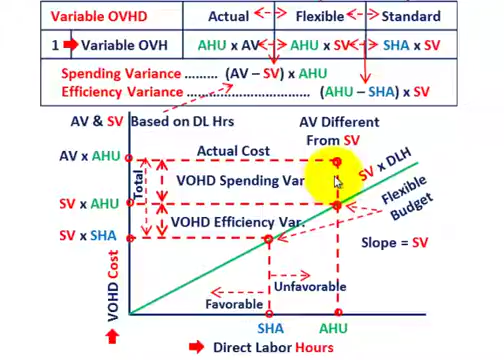 Variable OVHD Actual Flexible Standard
1 Variable OVH AHU x AV AHU x SV SHA x SV
Spending Variance ......... (AV – SV) x AHU
Efficiency Variance ................................ (AHU – SHA) x SV
AV & SV Based on DL Hrs AV Different
From SV
AV x AHU Actual Cost
Total VOHD Spending Var SV x DLH
SV x AHU Flexible
Budget
VOHD Efficiency Var.
SV x SHA Slope = SV
VOHD Cost
Unfavorable
Favorable
SHA AHU
Direct Labor Hours